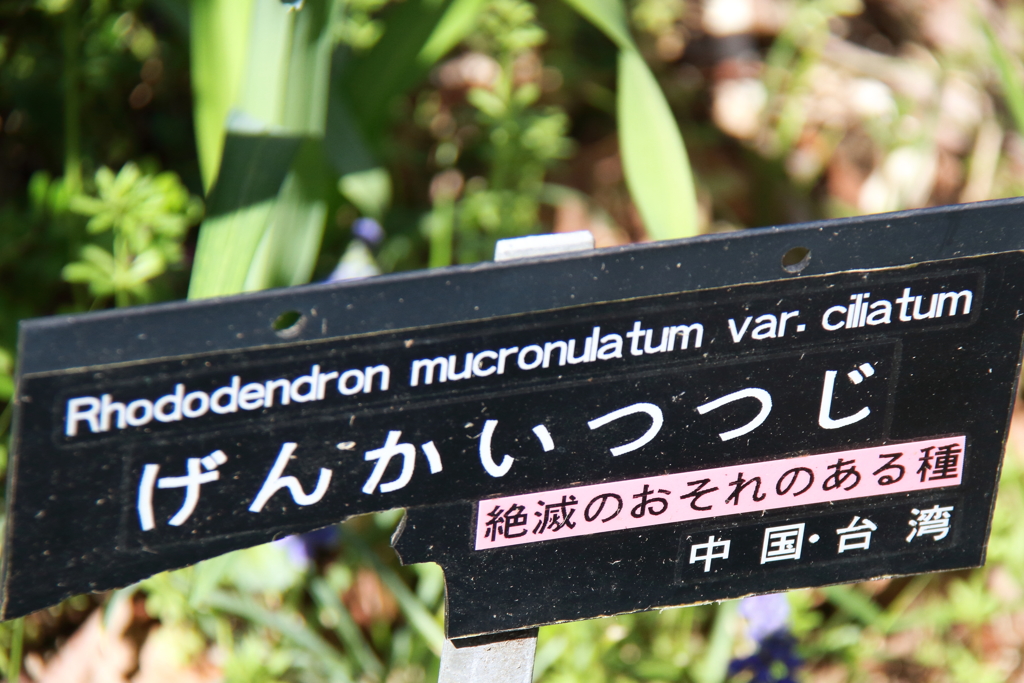 Rhododendron mucronulatum var. ciliatum
げんかいつつじ
絶滅のおそれのある種
中国・台湾